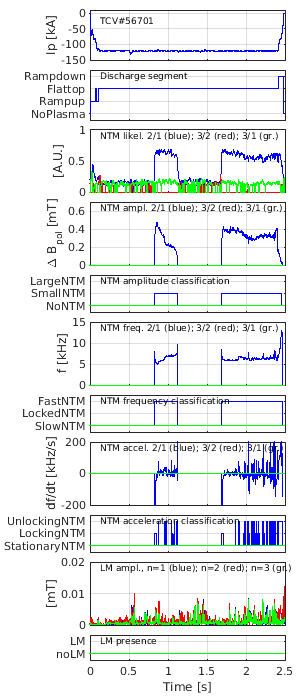 TCV#56701
Ip [kA]
0
-50
-100
-150
Discharge segment
Rampdown
Flattop
Rampup
NoPlasma
NTM likel. 2/1 (blue); 3/2 (red); 3/1 (gr.)
[A.U.]
1
0.5
0
NTM ampl. 2/1 (blue); 3/2 (red); 3/1 (gr.)
Δ B_pol [mT]
0.6
0.4
0.2
0
NTM amplitude classification
LargeNTM
SmallNTM
NoNTM
NTM freq. 2/1 (blue); 3/2 (red); 3/1 (gr.)
f [kHz]
15
10
5
0
NTM frequency classification
FastNTM
LockedNTM
SlowNTM
NTM accel. 2/1 (blue); 3/2 (red); 3/1 (gr.)
df/dt [kHz/s]
200
0
-200
NTM acceleration classification
UnlockingNTM
LockingNTM
StationaryNTM
LM ampl., n=1 (blue); n=2 (red); n=3 (gr.)
[mT]
0.02
0.01
0
LM presence
LM
noLM
0 0.5 1 1.5 2 2.5
Time [s]